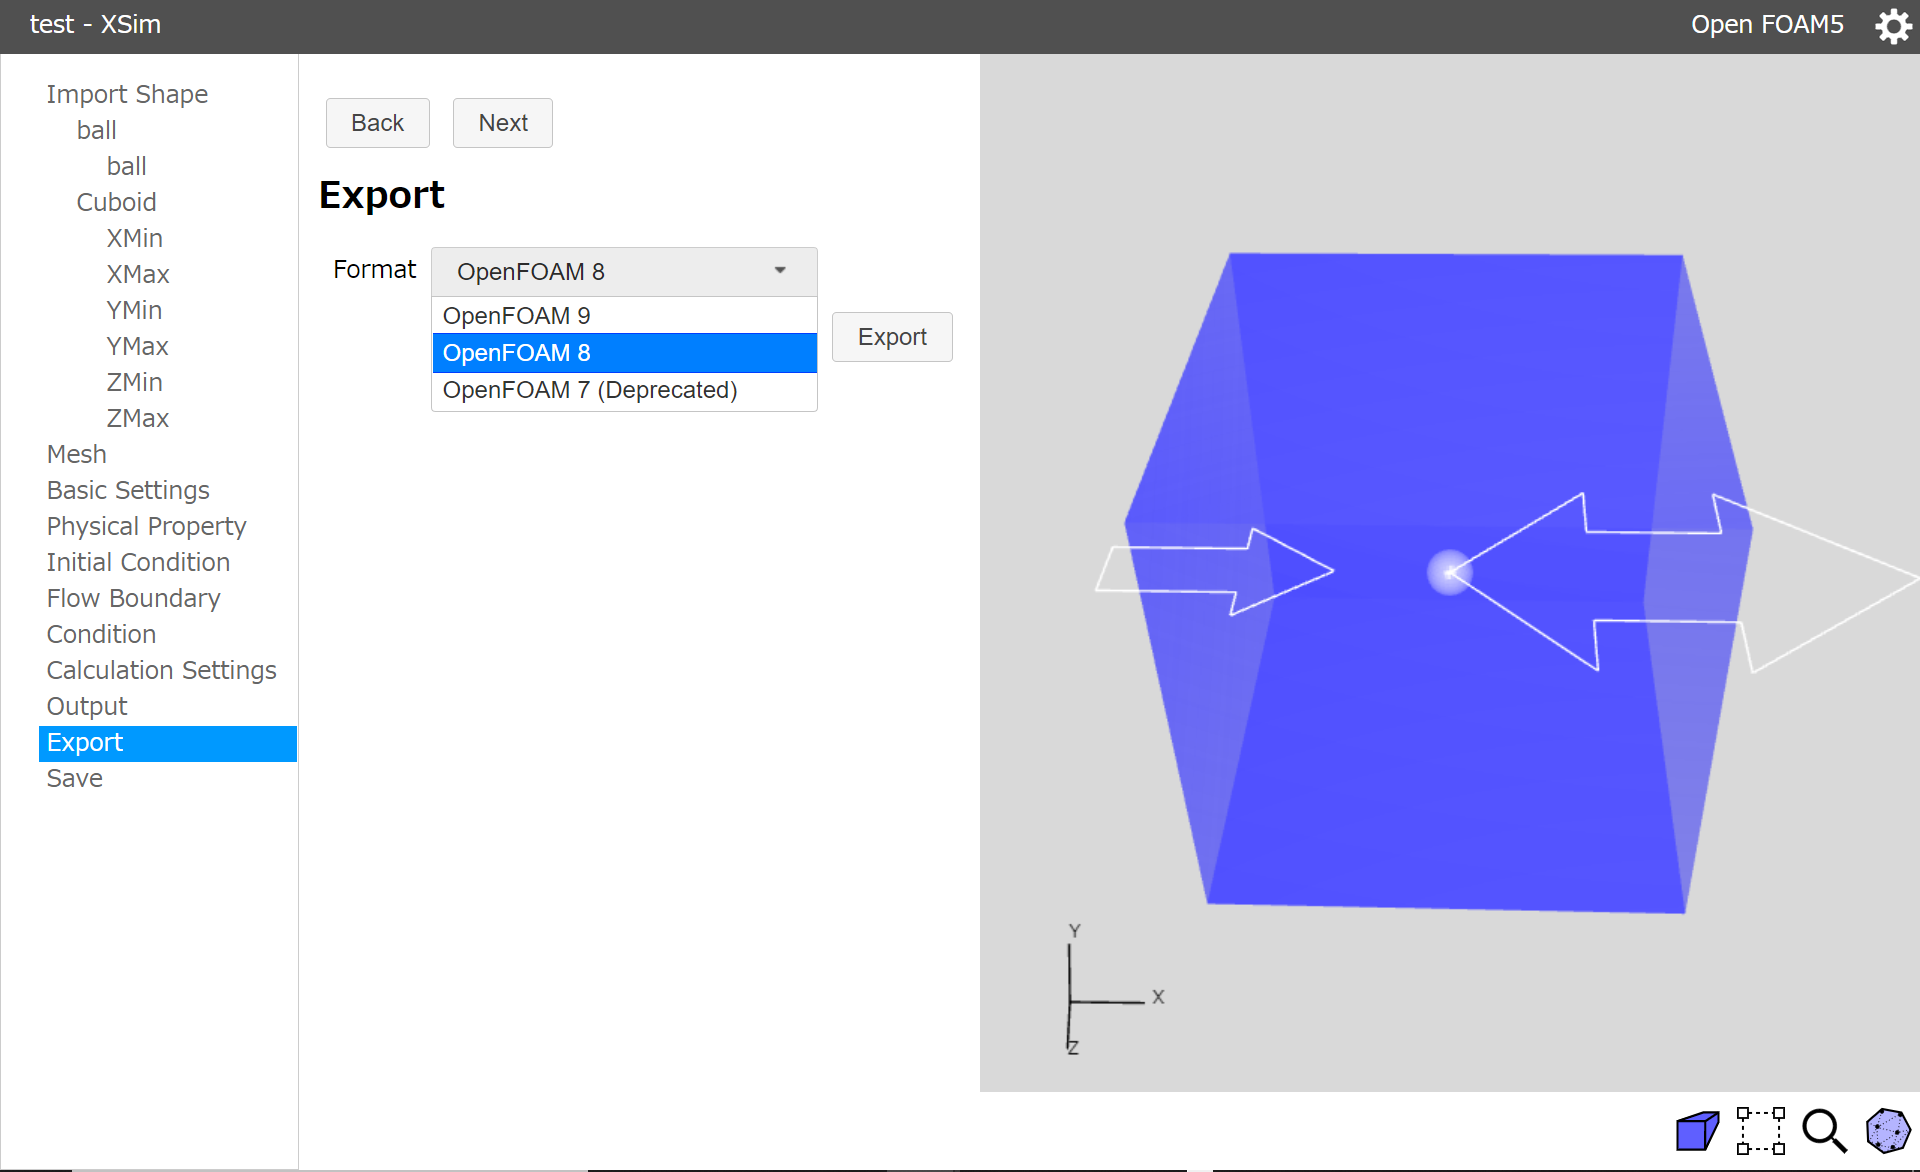 test - XSim
Open FOAM5
Import Shape
ball
ball
Cuboid
XMin
XMax
YMin
YMax
ZMin
ZMax
Mesh
Basic Settings
Physical Property
Initial Condition
Flow Boundary
Condition
Calculation Settings
Output
Export
Save
Back
Next
Export
Format
OpenFOAM 8
OpenFOAM 9
OpenFOAM 8
OpenFOAM 7 (Deprecated)
Export
Y
X
Z